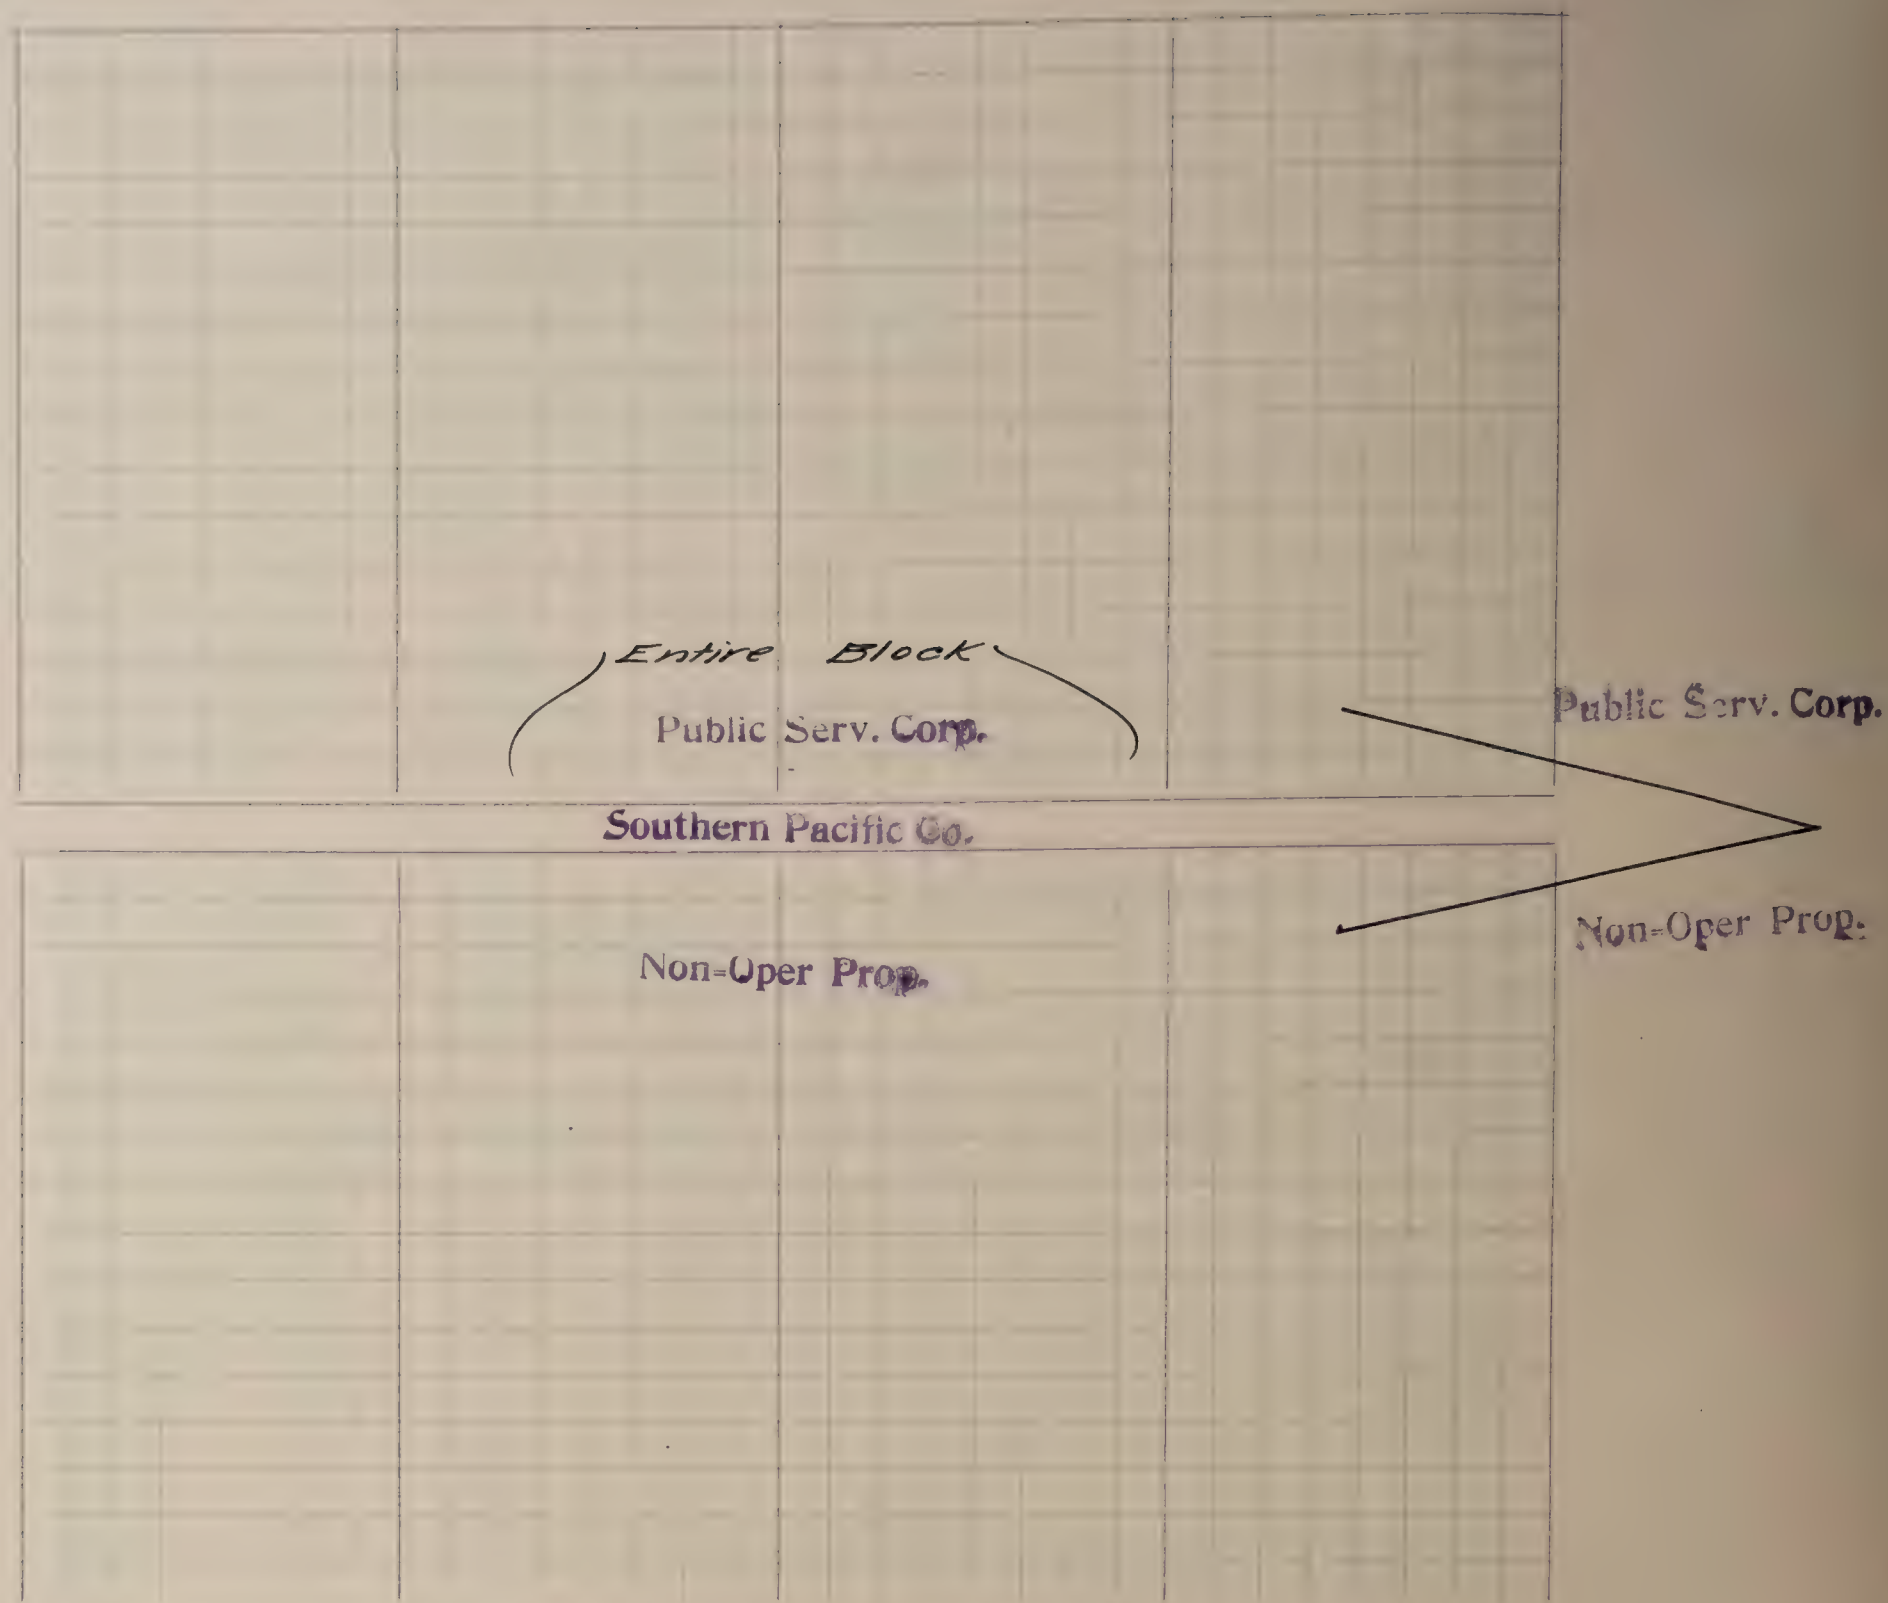 Entire Block
Public Serv. Corp.
Public Serv. Corp.
Southern Pacific Co.
Non=Oper Prop.
Non=Oper Prop.